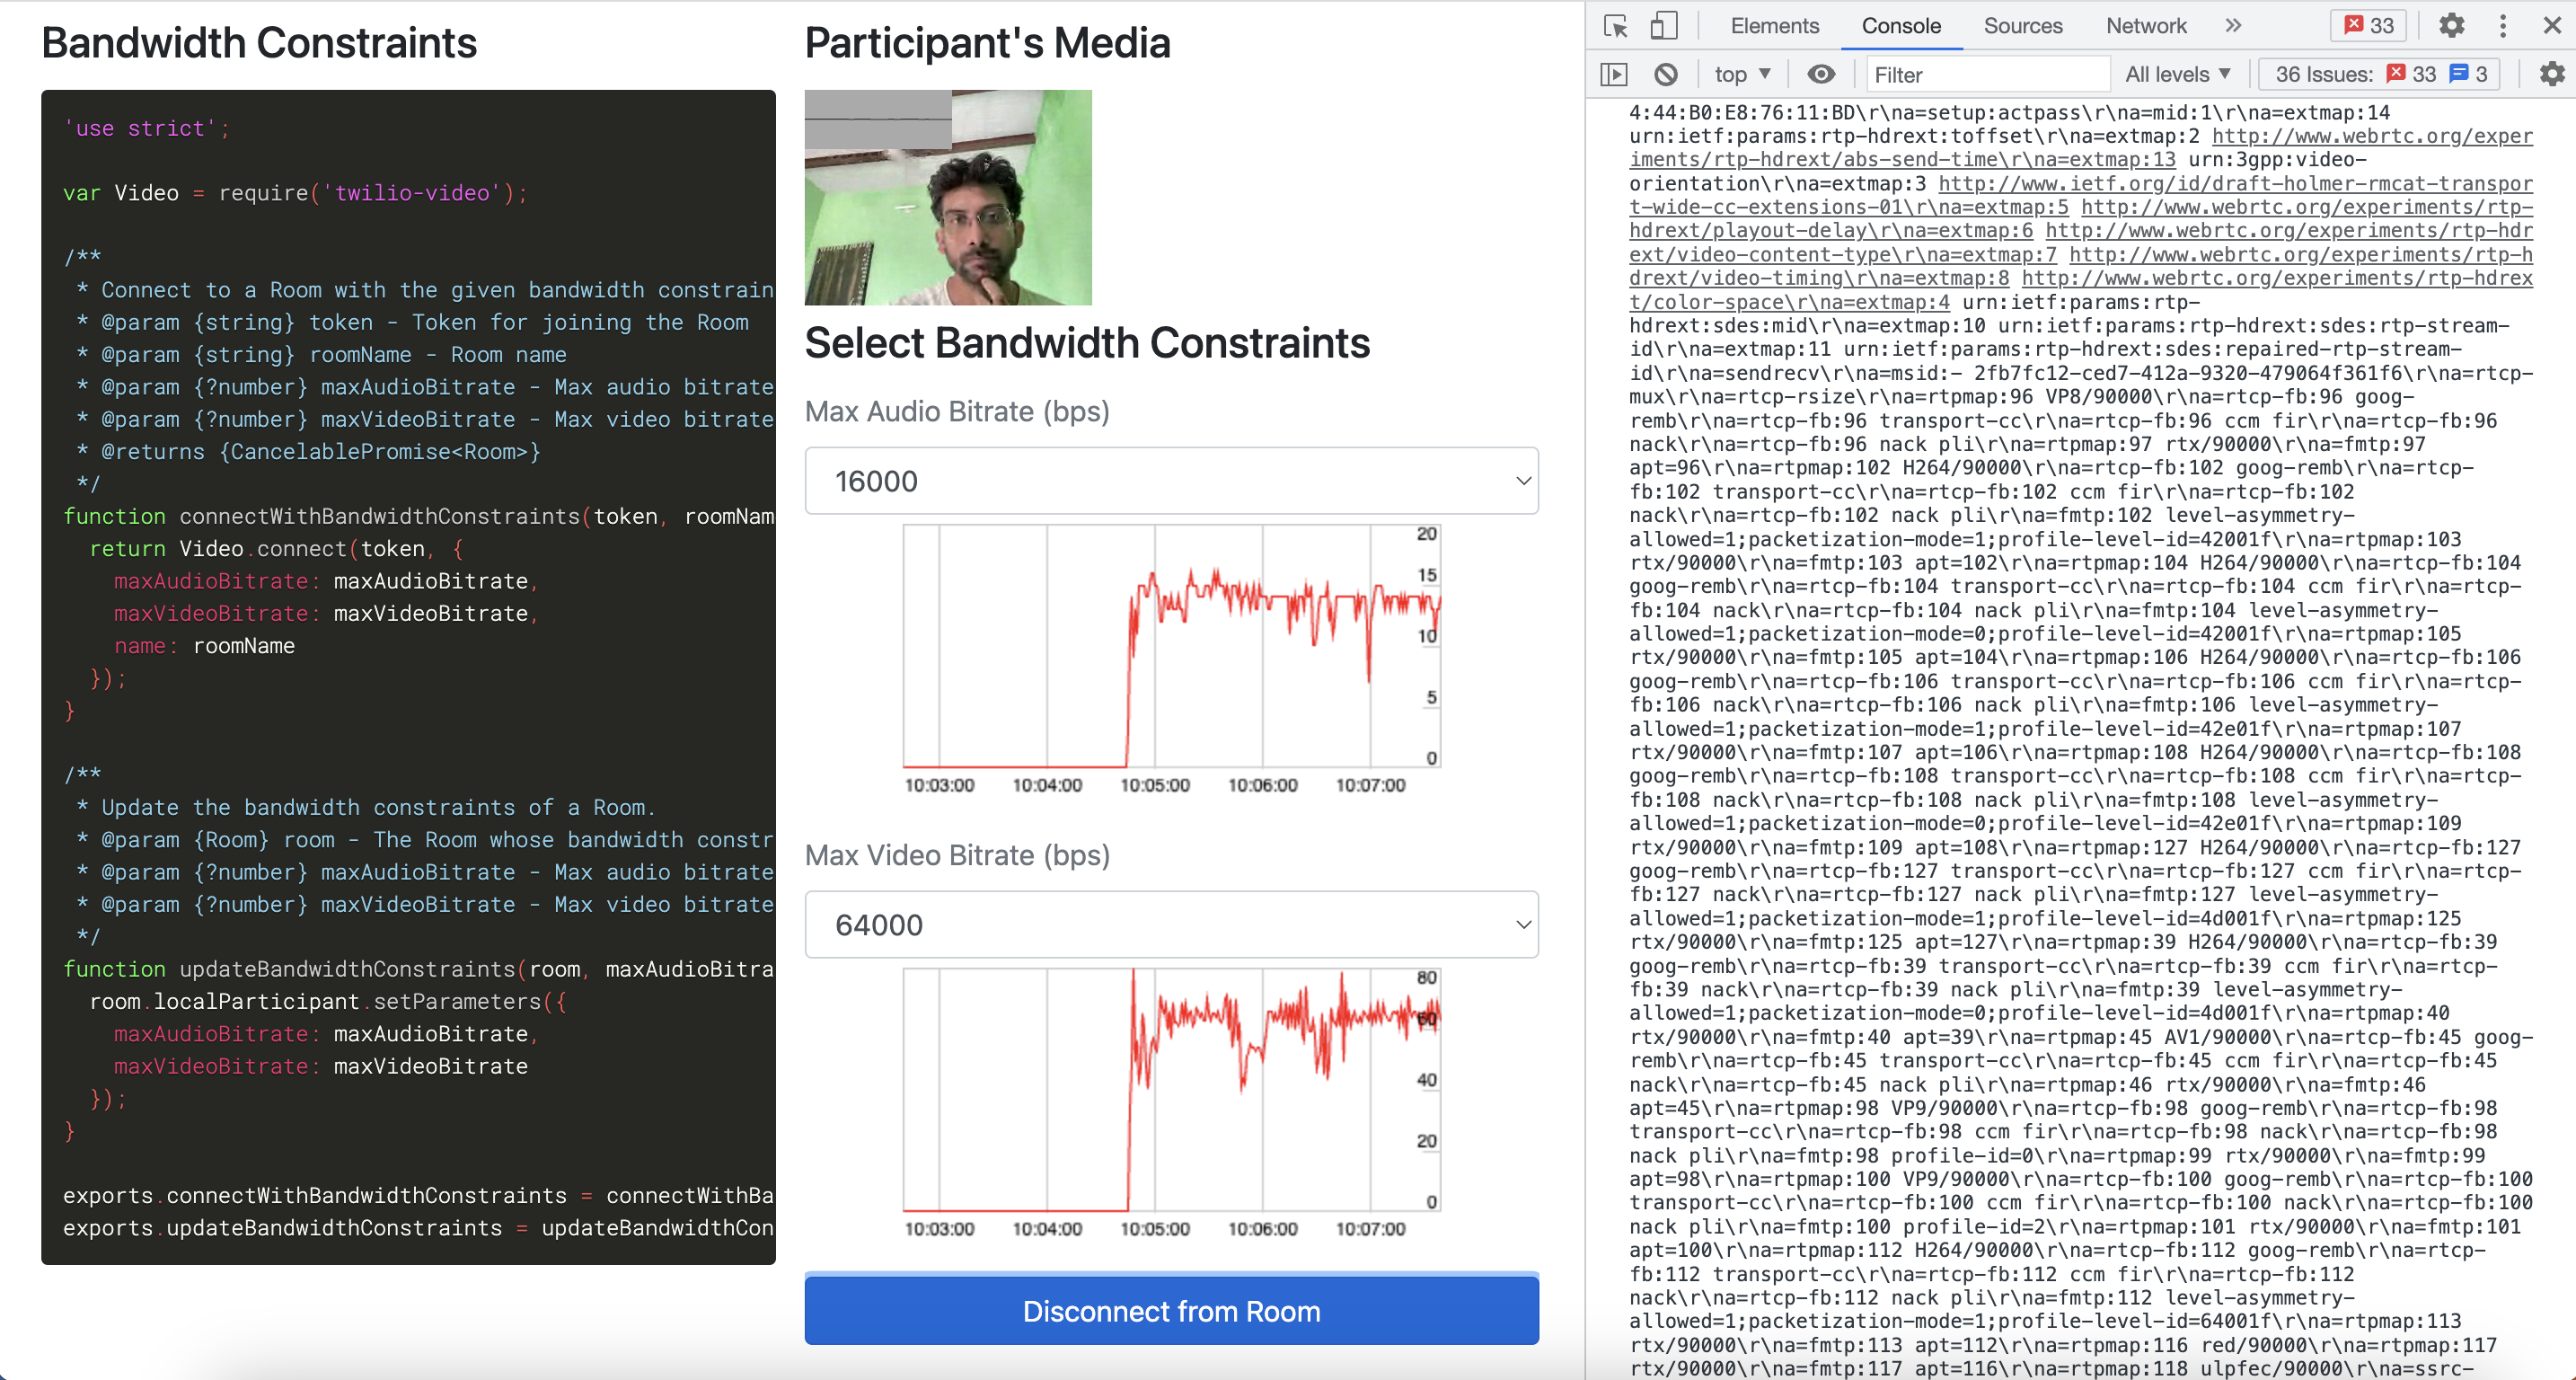 Bandwidth Constraints
'use strict';
var Video = require('twilio-video');
/**
 * Connect to a Room with the given bandwidth constrain
 * @param {string} token - Token for joining the Room
 * @param {string} roomName - Room name
 * @param {?number} maxAudioBitrate - Max audio bitrate
 * @param {?number} maxVideoBitrate - Max video bitrate
 * @returns {CancelablePromise<Room>}
 */
function connectWithBandwidthConstraints(token, roomNam
  return Video.connect(token, {
    maxAudioBitrate: maxAudioBitrate,
    maxVideoBitrate: maxVideoBitrate,
    name: roomName
  });
}
/**
 * Update the bandwidth constraints of a Room.
 * @param {Room} room - The Room whose bandwidth constr
 * @param {?number} maxAudioBitrate - Max audio bitrate
 * @param {?number} maxVideoBitrate - Max video bitrate
 */
function updateBandwidthConstraints(room, maxAudioBitra
  room.localParticipant.setParameters({
    maxAudioBitrate: maxAudioBitrate,
    maxVideoBitrate: maxVideoBitrate
  });
}
exports.connectWithBandwidthConstraints = connectWithBa
exports.updateBandwidthConstraints = updateBandwidthCon
Participant's Media
Select Bandwidth Constraints
Max Audio Bitrate (bps)
16000
20
15
10
5
0
10:03:00 10:04:00 10:05:00 10:06:00 10:07:00
Max Video Bitrate (bps)
64000
80
60
40
20
0
10:03:00 10:04:00 10:05:00 10:06:00 10:07:00
Disconnect from Room
Elements Console Sources Network 33
top Filter All levels 36 Issues: 33 3
4:44:B0:E8:76:11:BD\r\na=setup:actpass\r\na=mid:1\r\na=extmap:14
urn:ietf:params:rtp-hdrext:toffset\r\na=extmap:2 http://www.webrtc.org/exper
iments/rtp-hdrext/abs-send-time\r\na=extmap:13 urn:3gpp:video-
orientation\r\na=extmap:3 http://www.ietf.org/id/draft-holmer-rmcat-transpor
t-wide-cc-extensions-01\r\na=extmap:5 http://www.webrtc.org/experiments/rtp-
hdrext/playout-delay\r\na=extmap:6 http://www.webrtc.org/experiments/rtp-hdr
ext/video-content-type\r\na=extmap:7 http://www.webrtc.org/experiments/rtp-h
drext/video-timing\r\na=extmap:8 http://www.webrtc.org/experiments/rtp-hdrex
t/color-space\r\na=extmap:4 urn:ietf:params:rtp-
hdrext:sdes:mid\r\na=extmap:10 urn:ietf:params:rtp-hdrext:sdes:rtp-stream-
id\r\na=extmap:11 urn:ietf:params:rtp-hdrext:sdes:repaired-rtp-stream-
id\r\na=sendrecv\r\na=msid:- 2fb7fc12-ced7-412a-9320-479064f361f6\r\na=rtcp-
mux\r\na=rtcp-rsize\r\na=rtpmap:96 VP8/90000\r\na=rtcp-fb:96 goog-
remb\r\na=rtcp-fb:96 transport-cc\r\na=rtcp-fb:96 ccm fir\r\na=rtcp-fb:96
nack\r\na=rtcp-fb:96 nack pli\r\na=rtpmap:97 rtx/90000\r\na=fmtp:97
apt=96\r\na=rtpmap:102 H264/90000\r\na=rtcp-fb:102 goog-remb\r\na=rtcp-
fb:102 transport-cc\r\na=rtcp-fb:102 ccm fir\r\na=rtcp-fb:102
nack\r\na=rtcp-fb:102 nack pli\r\na=fmtp:102 level-asymmetry-
allowed=1;packetization-mode=1;profile-level-id=42001f\r\na=rtpmap:103
rtx/90000\r\na=fmtp:103 apt=102\r\na=rtpmap:104 H264/90000\r\na=rtcp-fb:104
goog-remb\r\na=rtcp-fb:104 transport-cc\r\na=rtcp-fb:104 ccm fir\r\na=rtcp-
fb:104 nack\r\na=rtcp-fb:104 nack pli\r\na=fmtp:104 level-asymmetry-
allowed=1;packetization-mode=0;profile-level-id=42001f\r\na=rtpmap:105
rtx/90000\r\na=fmtp:105 apt=104\r\na=rtpmap:106 H264/90000\r\na=rtcp-fb:106
goog-remb\r\na=rtcp-fb:106 transport-cc\r\na=rtcp-fb:106 ccm fir\r\na=rtcp-
fb:106 nack\r\na=rtcp-fb:106 nack pli\r\na=fmtp:106 level-asymmetry-
allowed=1;packetization-mode=1;profile-level-id=42e01f\r\na=rtpmap:107
rtx/90000\r\na=fmtp:107 apt=106\r\na=rtpmap:108 H264/90000\r\na=rtcp-fb:108
goog-remb\r\na=rtcp-fb:108 transport-cc\r\na=rtcp-fb:108 ccm fir\r\na=rtcp-
fb:108 nack\r\na=rtcp-fb:108 nack pli\r\na=fmtp:108 level-asymmetry-
allowed=1;packetization-mode=0;profile-level-id=42e01f\r\na=rtpmap:109
rtx/90000\r\na=fmtp:109 apt=108\r\na=rtpmap:127 H264/90000\r\na=rtcp-fb:127
goog-remb\r\na=rtcp-fb:127 transport-cc\r\na=rtcp-fb:127 ccm fir\r\na=rtcp-
fb:127 nack\r\na=rtcp-fb:127 nack pli\r\na=fmtp:127 level-asymmetry-
allowed=1;packetization-mode=1;profile-level-id=4d001f\r\na=rtpmap:125
rtx/90000\r\na=fmtp:125 apt=127\r\na=rtpmap:39 H264/90000\r\na=rtcp-fb:39
goog-remb\r\na=rtcp-fb:39 transport-cc\r\na=rtcp-fb:39 ccm fir\r\na=rtcp-
fb:39 nack\r\na=rtcp-fb:39 nack pli\r\na=fmtp:39 level-asymmetry-
allowed=1;packetization-mode=0;profile-level-id=4d001f\r\na=rtpmap:40
rtx/90000\r\na=fmtp:40 apt=39\r\na=rtpmap:45 AV1/90000\r\na=rtcp-fb:45 goog-
remb\r\na=rtcp-fb:45 transport-cc\r\na=rtcp-fb:45 ccm fir\r\na=rtcp-fb:45
nack\r\na=rtcp-fb:45 nack pli\r\na=rtpmap:46 rtx/90000\r\na=fmtp:46
apt=45\r\na=rtpmap:98 VP9/90000\r\na=rtcp-fb:98 goog-remb\r\na=rtcp-fb:98
transport-cc\r\na=rtcp-fb:98 ccm fir\r\na=rtcp-fb:98 nack\r\na=rtcp-fb:98
nack pli\r\na=fmtp:98 profile-id=0\r\na=rtpmap:99 rtx/90000\r\na=fmtp:99
apt=98\r\na=rtpmap:100 VP9/90000\r\na=rtcp-fb:100 goog-remb\r\na=rtcp-fb:100
transport-cc\r\na=rtcp-fb:100 ccm fir\r\na=rtcp-fb:100 nack\r\na=rtcp-fb:100
nack pli\r\na=fmtp:100 profile-id=2\r\na=rtpmap:101 rtx/90000\r\na=fmtp:101
apt=100\r\na=rtpmap:112 H264/90000\r\na=rtcp-fb:112 goog-remb\r\na=rtcp-
fb:112 transport-cc\r\na=rtcp-fb:112 ccm fir\r\na=rtcp-fb:112
nack\r\na=rtcp-fb:112 nack pli\r\na=fmtp:112 level-asymmetry-
allowed=1;packetization-mode=1;profile-level-id=64001f\r\na=rtpmap:113
rtx/90000\r\na=fmtp:113 apt=112\r\na=rtpmap:116 red/90000\r\na=rtpmap:117
rtx/90000\r\na=fmtp:117 apt=116\r\na=rtpmap:118 ulpfec/90000\r\na=ssrc-